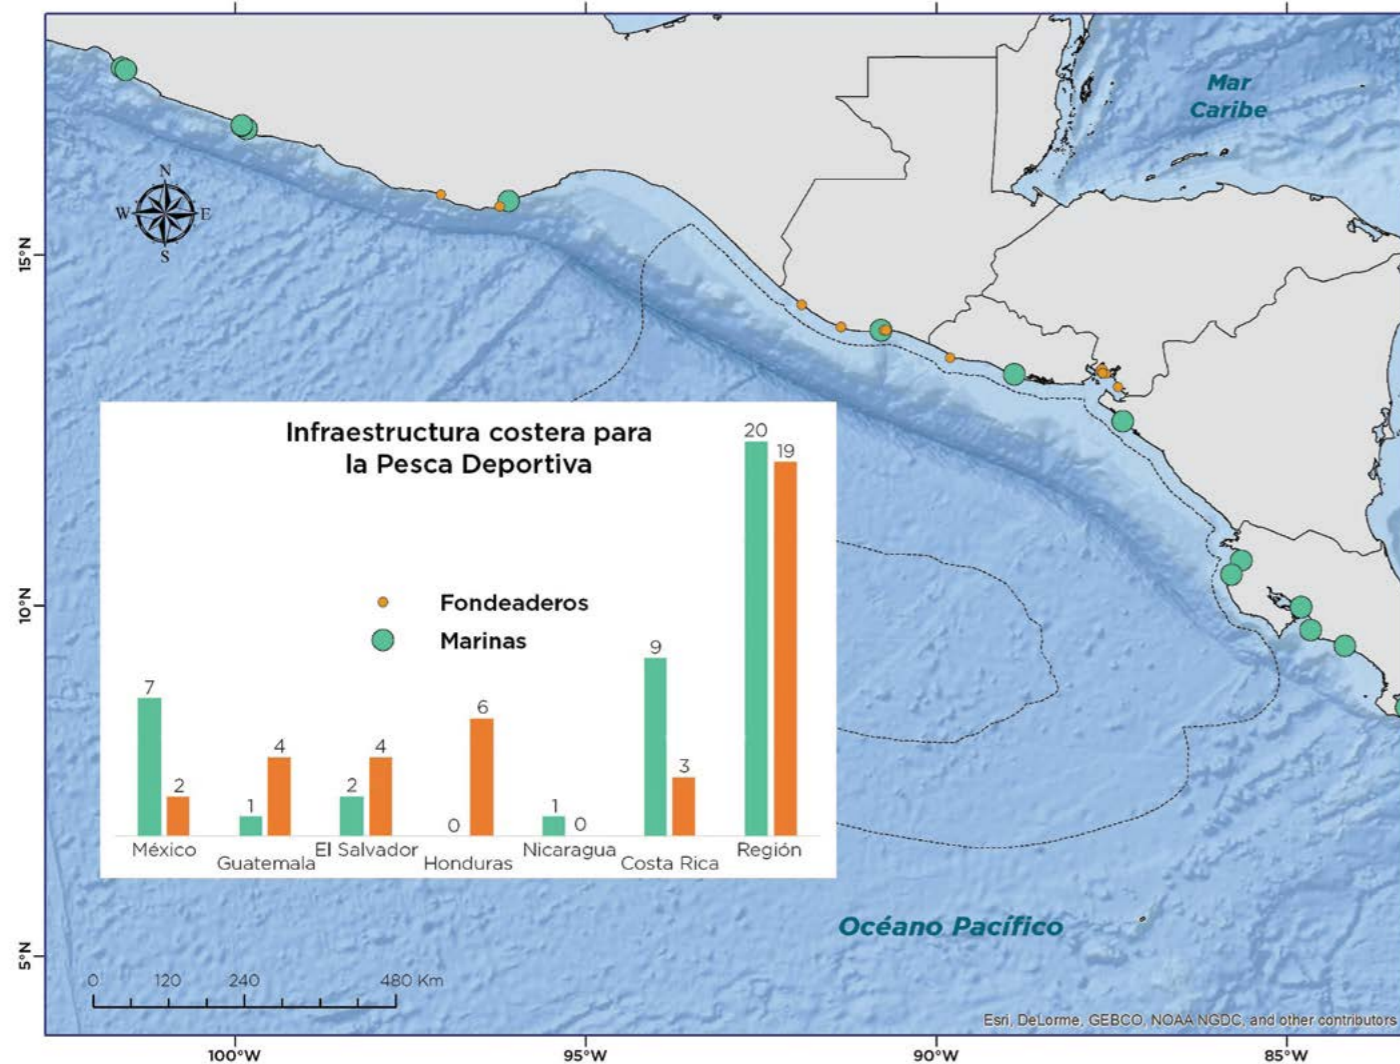 Mar
Caribe
N
W E
S
15°N
10°N
5°N
Infraestructura costera para
la Pesca Deportiva
Fondeaderos
Marinas
7
2
1
4
2
4
0
6
1
0
9
3
20
19
México
Guatemala
El Salvador
Honduras
Nicaragua
Costa Rica
Región
Océano Pacífico
0 120 240 480 Km
Esri, DeLorme, GEBCO, NOAA NGDC, and other contributors
100°W 95°W 90°W 85°W